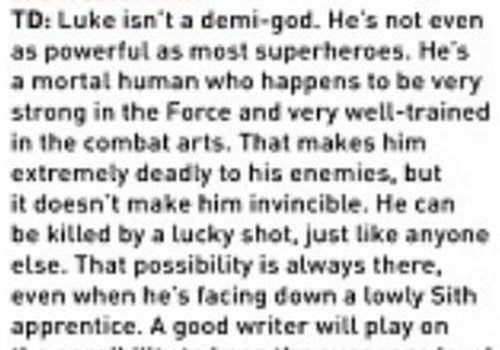 TD: Luke isn't a demi-god. He's not even
as powerful as most superheroes. He's
a mortal human who happens to be very
strong in the Force and very well-trained
in the combat arts. That makes him
extremely deadly to his enemies, but
it doesn't make him invincible. He can
be killed by a lucky shot, just like anyone
else. That possibility is always there,
even when he's facing down a lowly Sith
apprentice. A good writer will play on